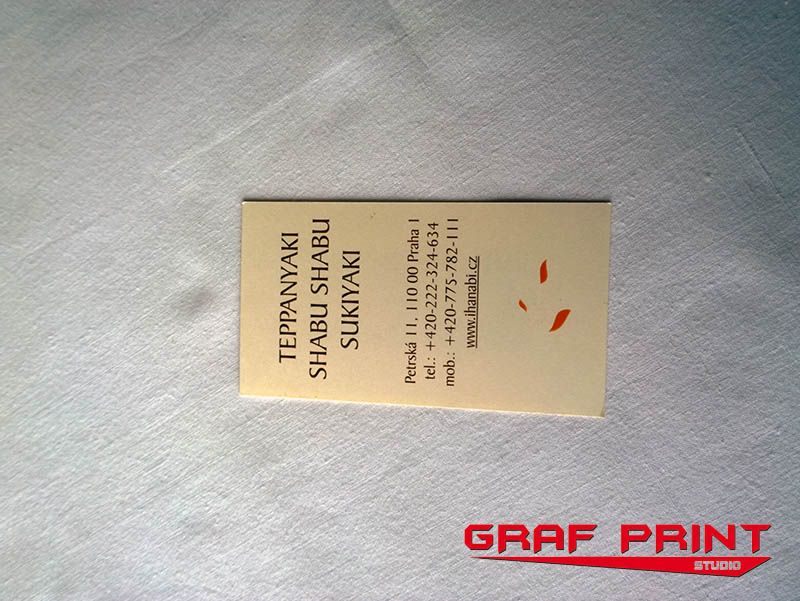 TEPPANYAKI
SHABU SHABU
SUKIYAKI
Petrská 11, 110 00 Praha 1
tel.: +420-222-324-634
mob.: +420-775-782-111
www.ihanabi.cz
GRAF PRINT
STUDIO